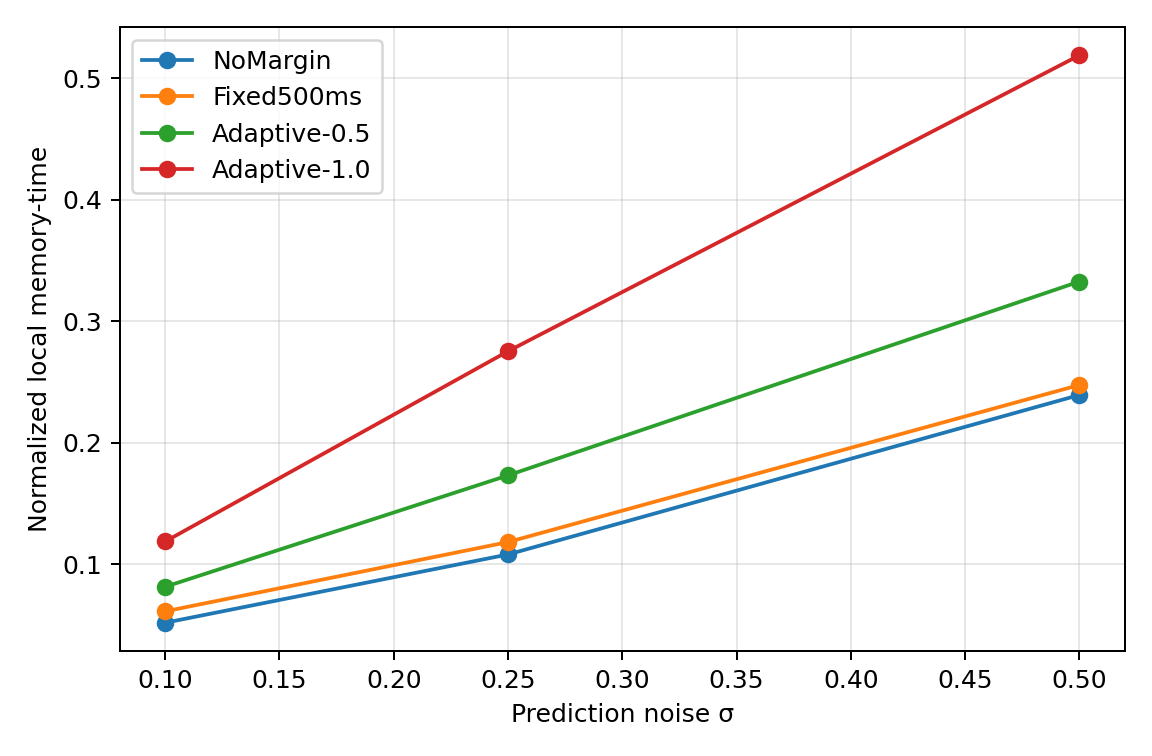 NoMargin
Fixed500ms
Adaptive-0.5
Adaptive-1.0
Normalized local memory-time
0.5
0.4
0.3
0.2
0.1
0.10 0.15 0.20 0.25 0.30 0.35 0.40 0.45 0.50
Prediction noise σ